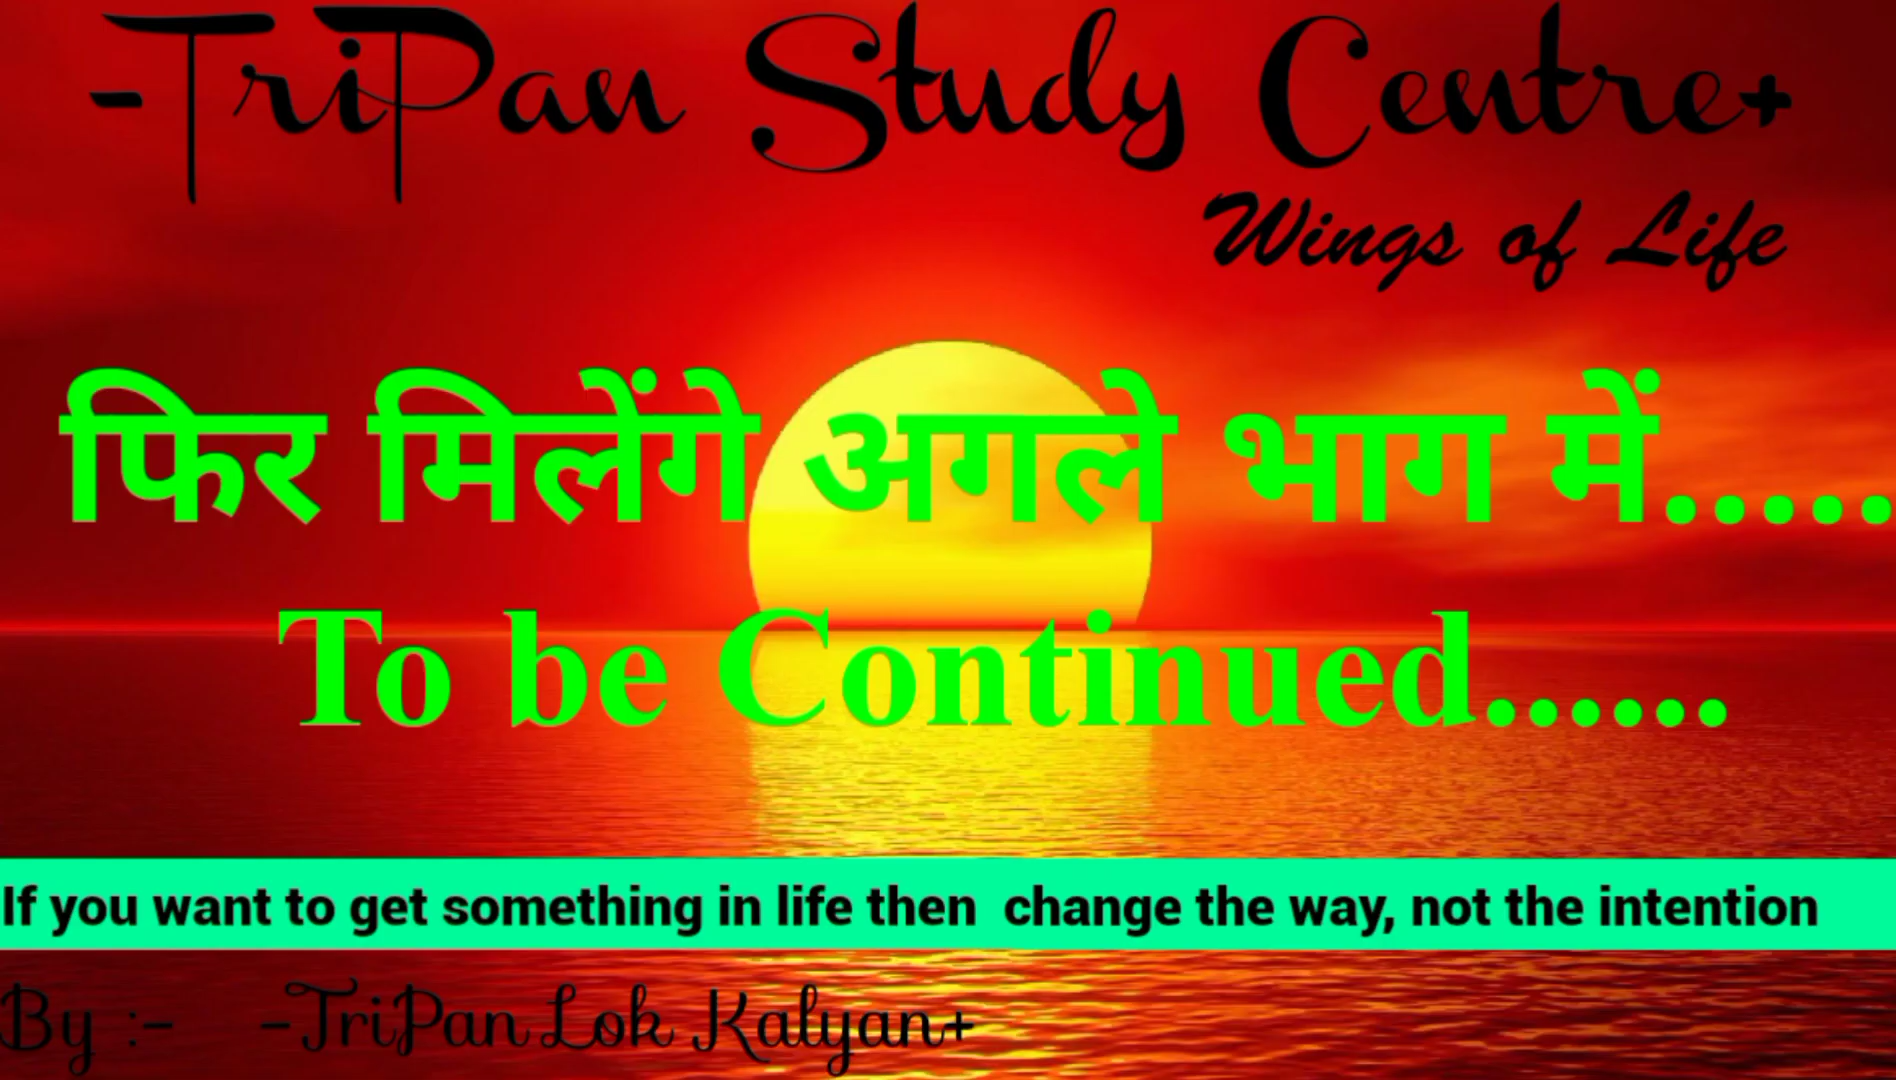 -TriPan Study Centre+
Wings of Life
फिर मिलेंगे अगले भाग में.....
To be Continued......
If you want to get something in life then  change the way, not the intention
By :-   -TriPan Lok Kalyan+